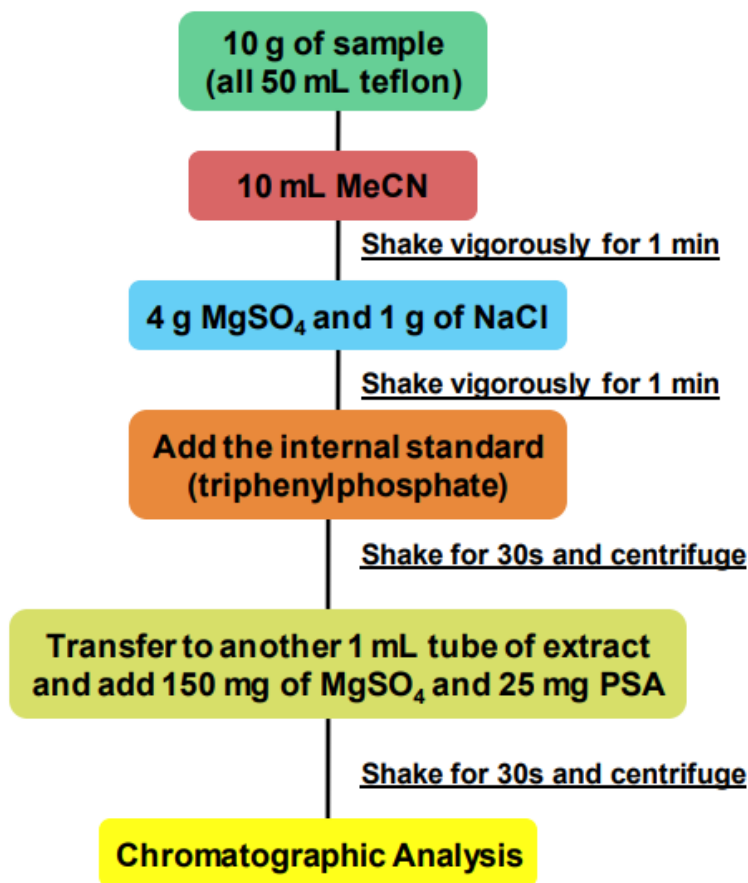 10 g of sample
(all 50 mL teflon)
10 mL MeCN
Shake vigorously for 1 min
4 g MgSO₄ and 1 g of NaCl
Shake vigorously for 1 min
Add the internal standard
(triphenylphosphate)
Shake for 30s and centrifuge
Transfer to another 1 mL tube of extract
and add 150 mg of MgSO₄ and 25 mg PSA
Shake for 30s and centrifuge
Chromatographic Analysis